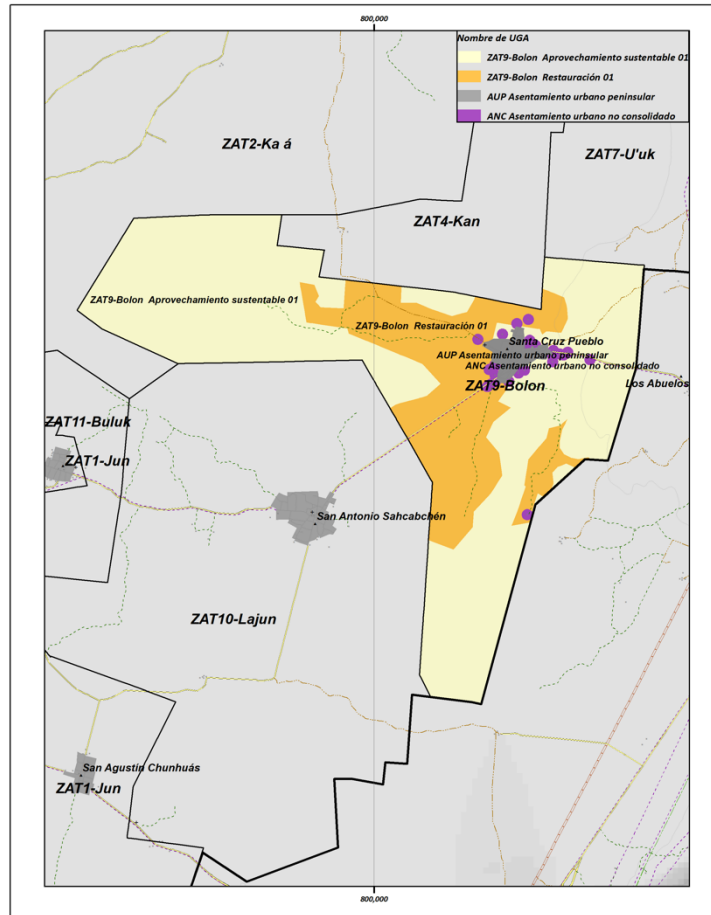 800,000
Nombre de UGA
ZAT9-Bolon Aprovechamiento sustentable 01
ZAT9-Bolon Restauración 01
AUP Asentamiento urbano peninsular
ANC Asentamiento urbano no consolidado
ZAT2-Ka á
ZAT7-U'uk
ZAT4-Kan
ZAT9-Bolon Aprovechamiento sustentable 01
ZAT9-Bolon Restauración 01
Santa Cruz Pueblo
AUP Asentamiento urbano peninsular
ANC Asentamiento urbano no consolidado
ZAT9-Bolon
Los Abuelos
ZAT11-Buluk
ZAT1-Jun
San Antonio Sahcabchén
ZAT10-Lajun
San Agustín Chunhuás
ZAT1-Jun
800,000